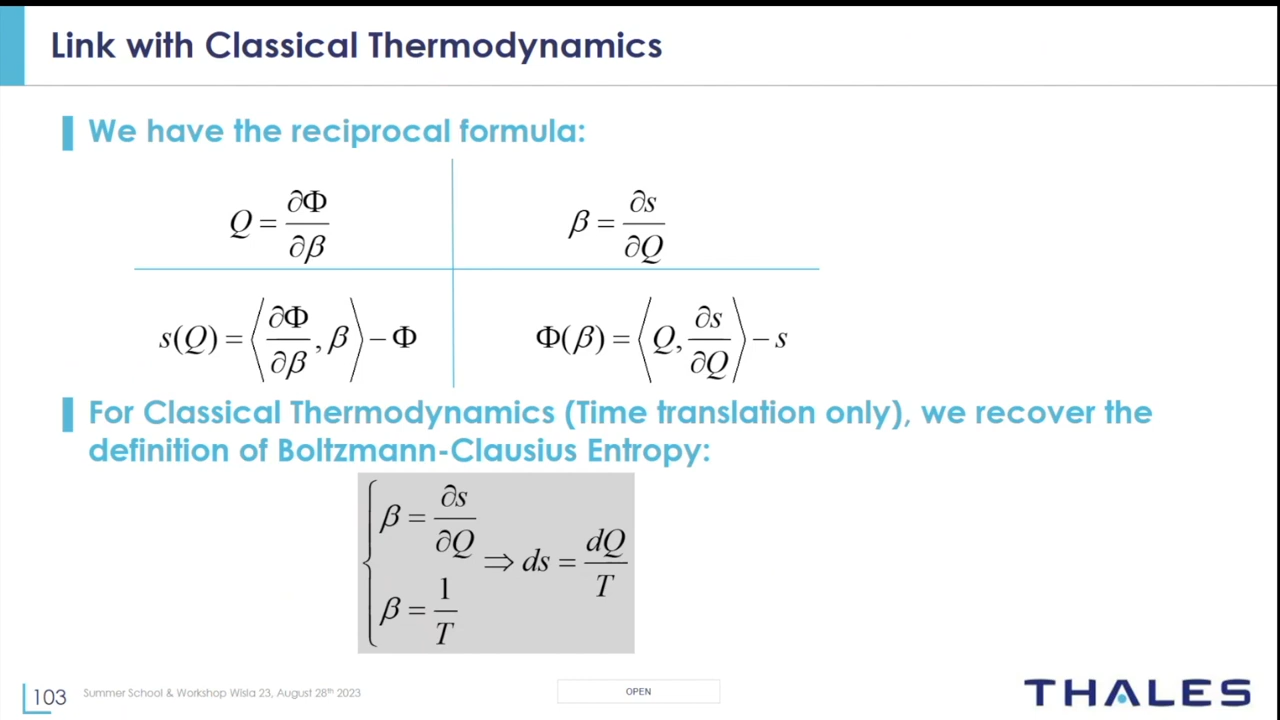 Link with Classical Thermodynamics
We have the reciprocal formula:
Q = ∂Φ/∂β
β = ∂s/∂Q
s(Q) = ⟨∂Φ/∂β, β⟩ − Φ
Φ(β) = ⟨Q, ∂s/∂Q⟩ − s
For Classical Thermodynamics (Time translation only), we recover the
definition of Boltzmann-Clausius Entropy:
{ β = ∂s/∂Q
β = 1/T
⇒ ds = dQ/T
103
Summer School & Workshop Wisla 23, August 28th 2023
OPEN
THALES